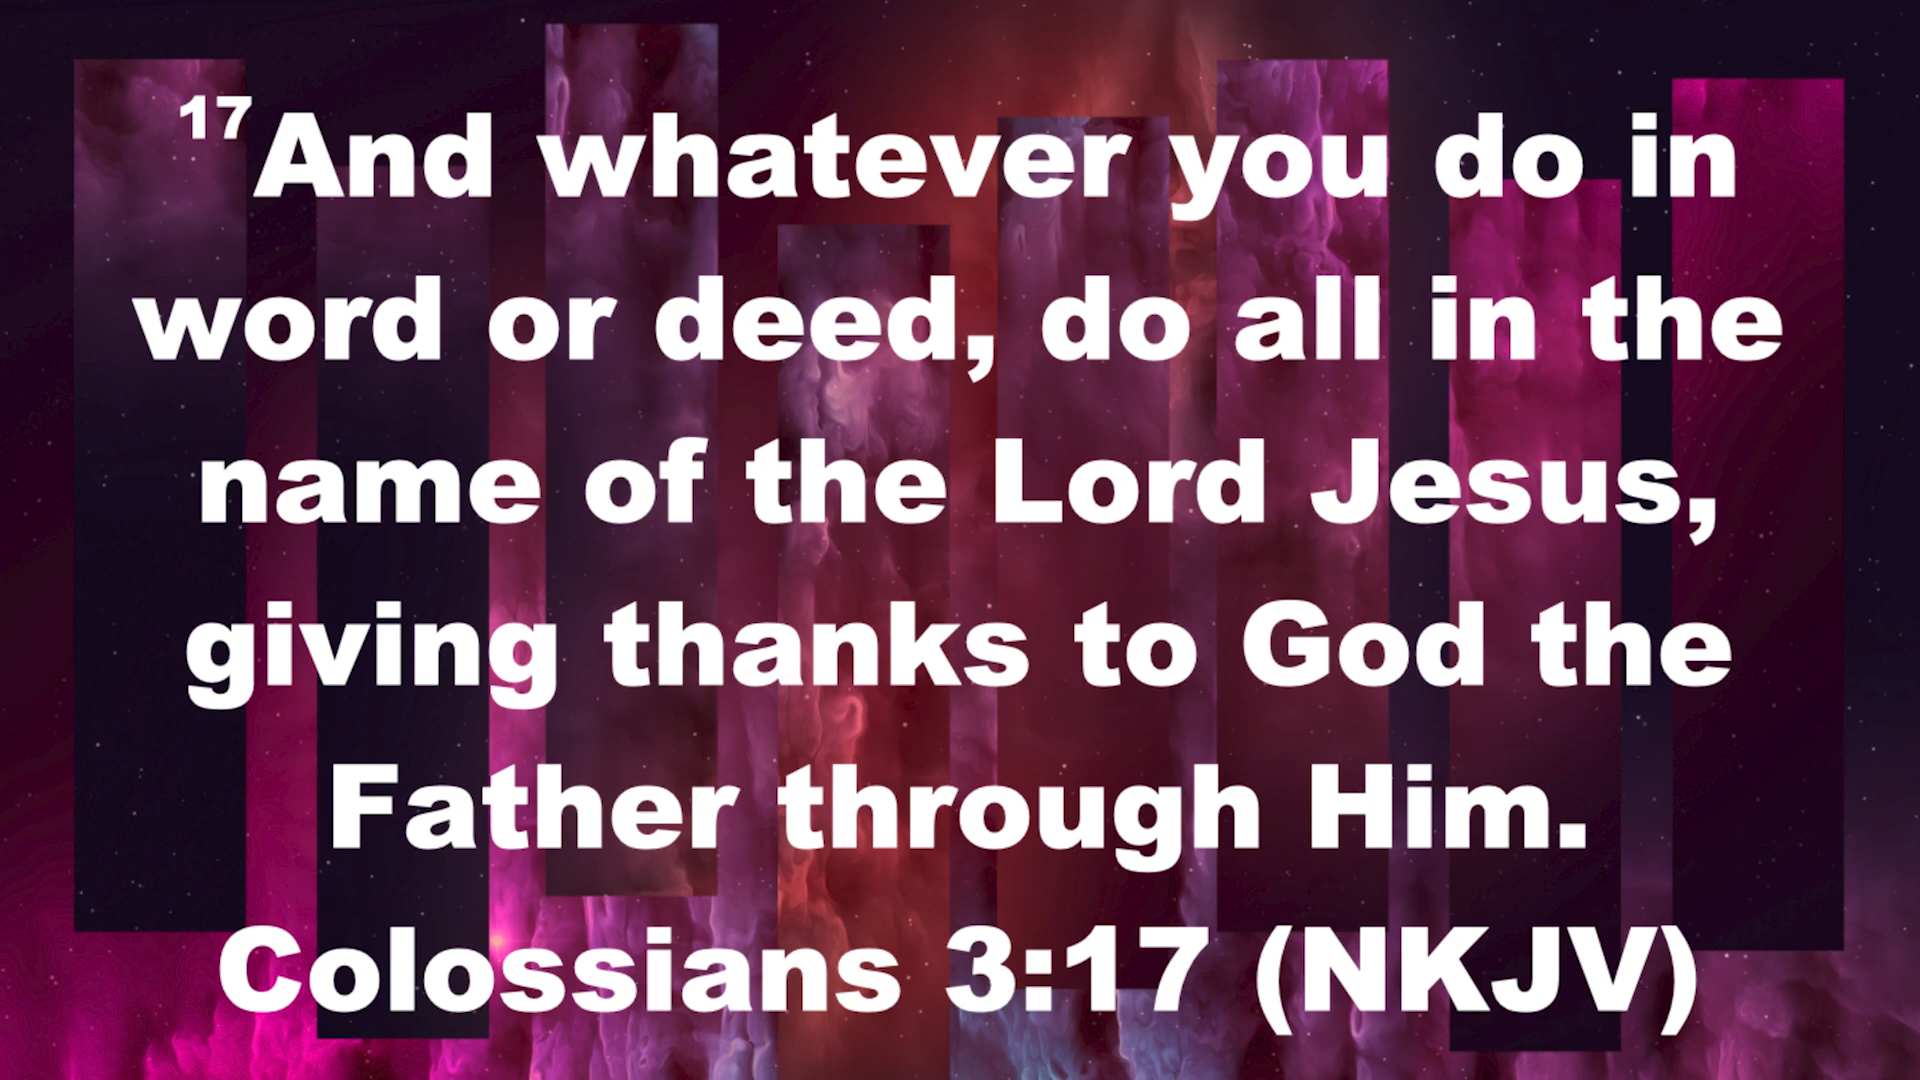 17And whatever you do in
word or deed, do all in the
name of the Lord Jesus,
giving thanks to God the
Father through Him.
Colossians 3:17 (NKJV)